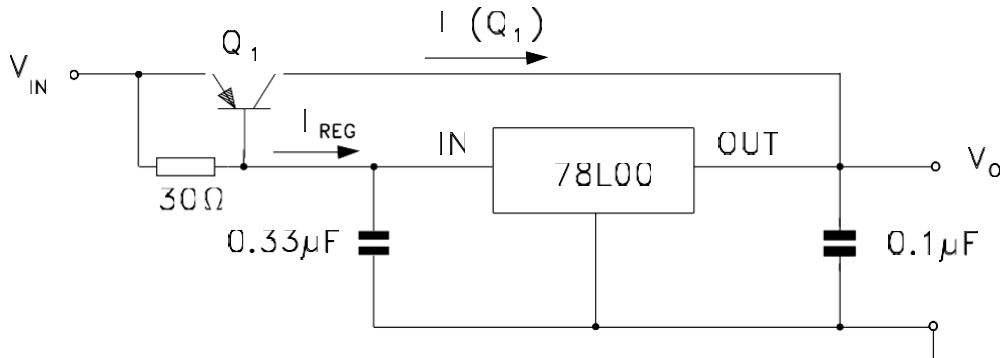 I (Q1)
Q1
VIN
IREG
IN
OUT
78L00
VO
30Ω
0.33µF
0.1µF